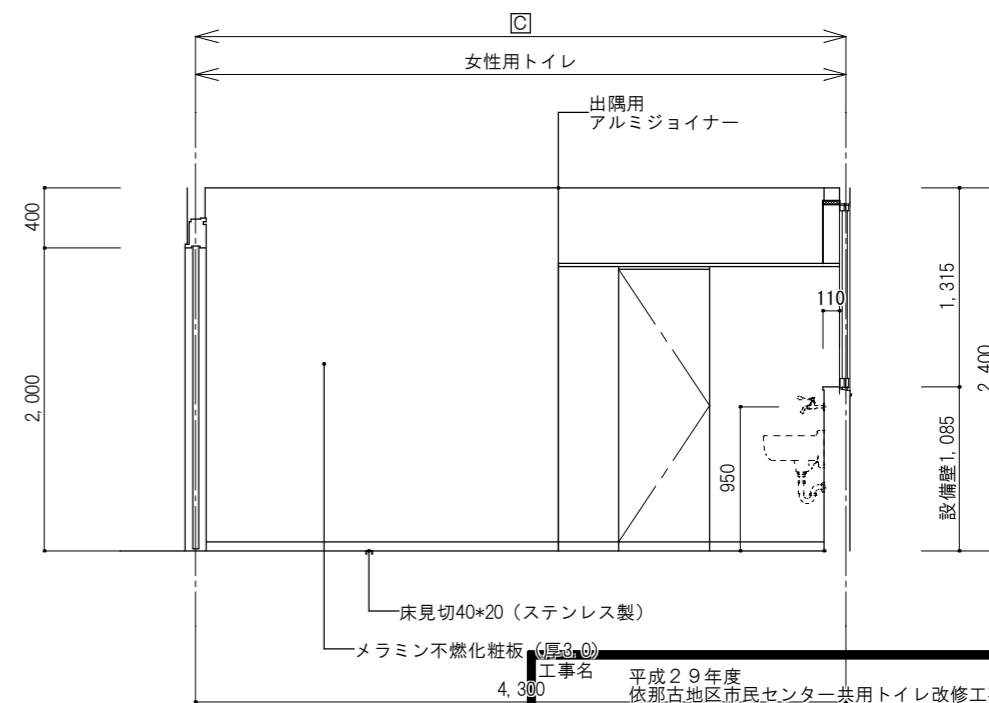 C
女性用トイレ
出隅用
アルミジョイナー
400
2,000
110
950
1,315
設備壁1,085
2,400
床見切40*20（ステンレス製）
メラミン不燃化粧板（厚3.0）
工事名
平成29年度
4,300
依那古地区市民センター共用トイレ改修工